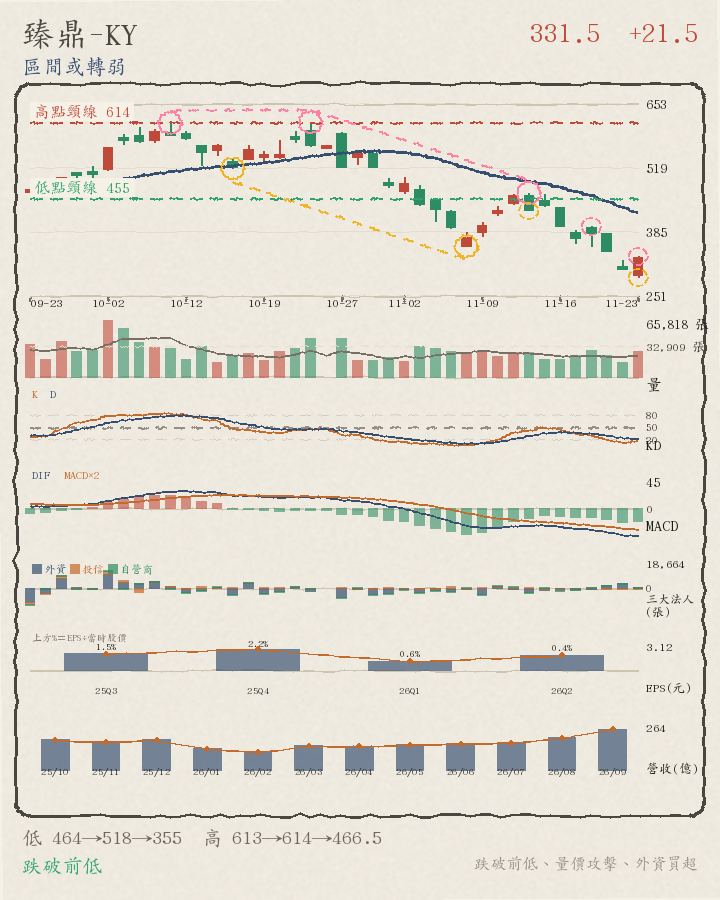 臻鼎-KY
331.5 +21.5
區間或轉弱
高點頸線 614
低點頸線 455
653
519
385
251
09-23 10-02 10-12 10-19 10-27 11-02 11-09 11-16 11-23
65,818 張
32,909 張
量
K D
80
50
20
KD
DIF MACD×2
45
0
MACD
外資 投信 自營商
18,664
0
三大法人
(張)
上方%=EPS÷當時股價
1.5% 2.2% 0.6% 0.4%
3.12
25Q3 25Q4 26Q1 26Q2
EPS(元)
264
25/10 25/11 25/12 26/01 26/02 26/03 26/04 26/05 26/06 26/07 26/08 26/09
營收(億)
低 464→518→355 高 613→614→466.5
跌破前低
跌破前低、量價攻擊、外資買超